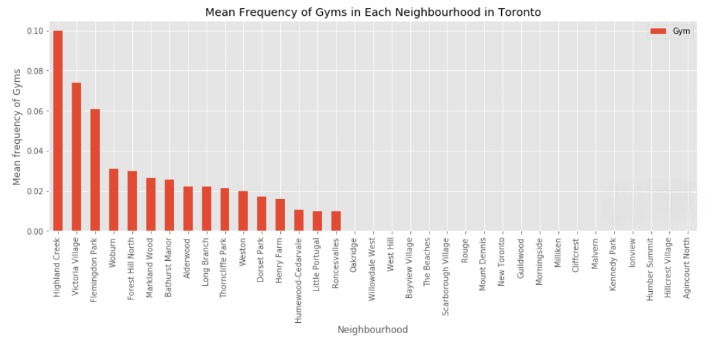 Mean Frequency of Gyms in Each Neighbourhood in Toronto
Gym
Mean frequency of Gyms
0.10
0.08
0.06
0.04
0.02
0.00
Highland Creek
Victoria Village
Flemingdon Park
Woburn
Forest Hill North
Markland Wood
Bathurst Manor
Alderwood
Long Branch
Thorncliffe Park
Weston
Dorset Park
Henry Farm
Humewood-Cedarvale
Little Portugal
Roncesvalles
Oakridge
Willowdale West
West Hill
Bayview Village
The Beaches
Scarborough Village
Rouge
Mount Dennis
New Toronto
Guildwood
Morningside
Milliken
Cliffcrest
Malvern
Kennedy Park
Ionview
Humber Summit
Hillcrest Village
Agincourt North
Neighbourhood